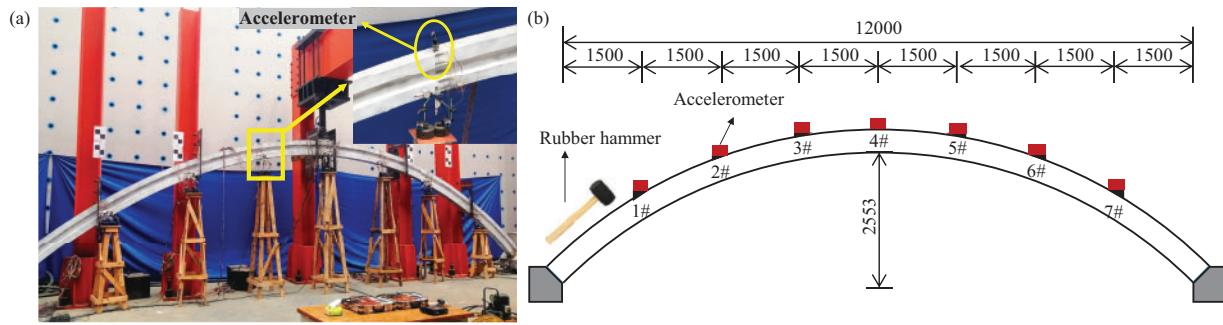 (a)
Accelerometer
(b)
12000
1500 1500 1500 1500 1500 1500 1500 1500
Accelerometer
Rubber hammer
1# 2# 3# 4# 5# 6# 7#
2553